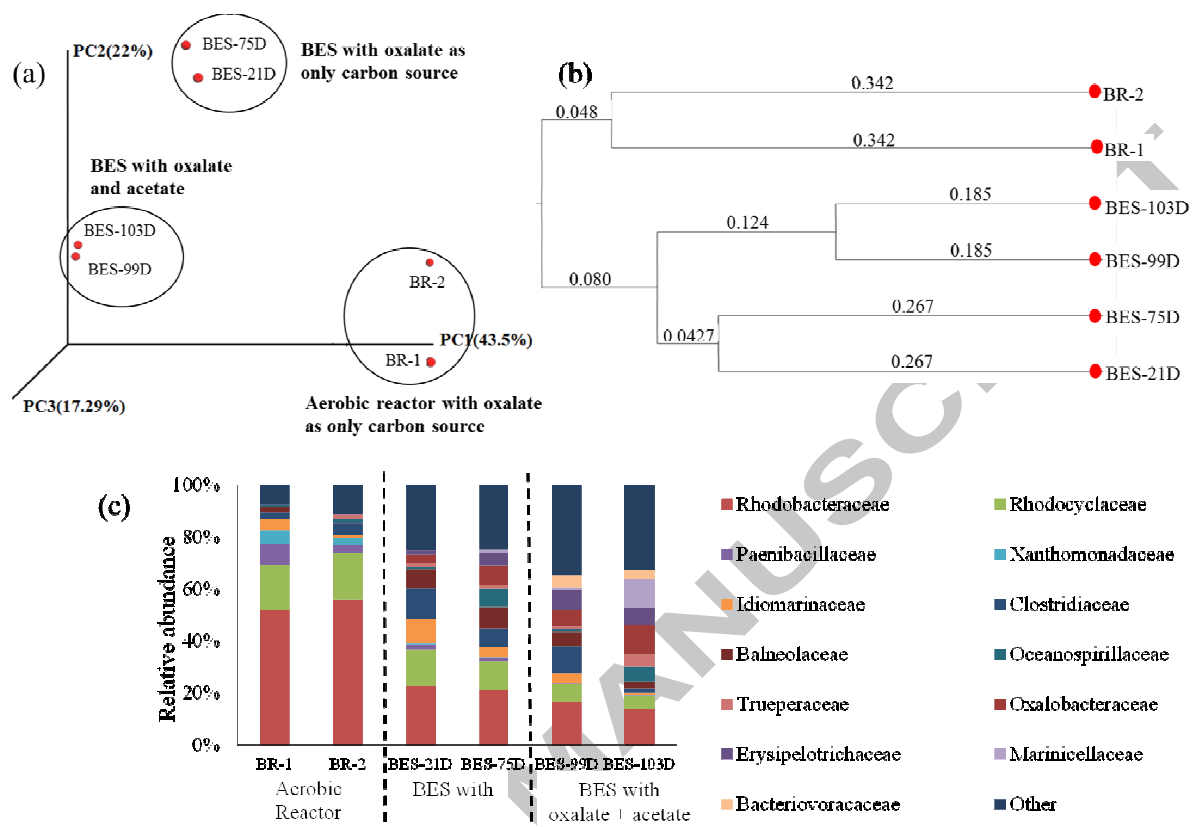 (a)
PC2(22%)
BES-75D
BES-21D
BES with oxalate as
only carbon source
BES with oxalate
and acetate
BES-103D
BES-99D
BR-2
PC1(43.5%)
BR-1
PC3(17.29%)
Aerobic reactor with oxalate
as only carbon source
(b)
0.342
BR-2
0.048
0.342
BR-1
0.185
BES-103D
0.124
0.185
BES-99D
0.080
0.267
BES-75D
0.0427
0.267
BES-21D
(c)
Relative abundance
100%
80%
60%
40%
20%
0%
BR-1
BR-2
BES-21D
BES-75D
BES-99D
BES-103D
Aerobic
Reactor
BES with
BES with
oxalate + acetate
Rhodobacteraceae
Rhodocyclaceae
Paenibacillaceae
Xanthomonadaceae
Idiomarinaceae
Clostridiaceae
Balneolaceae
Oceanospirillaceae
Trueperaceae
Oxalobacteraceae
Erysipelotrichaceae
Marinicellaceae
Bacteriovoracaceae
Other